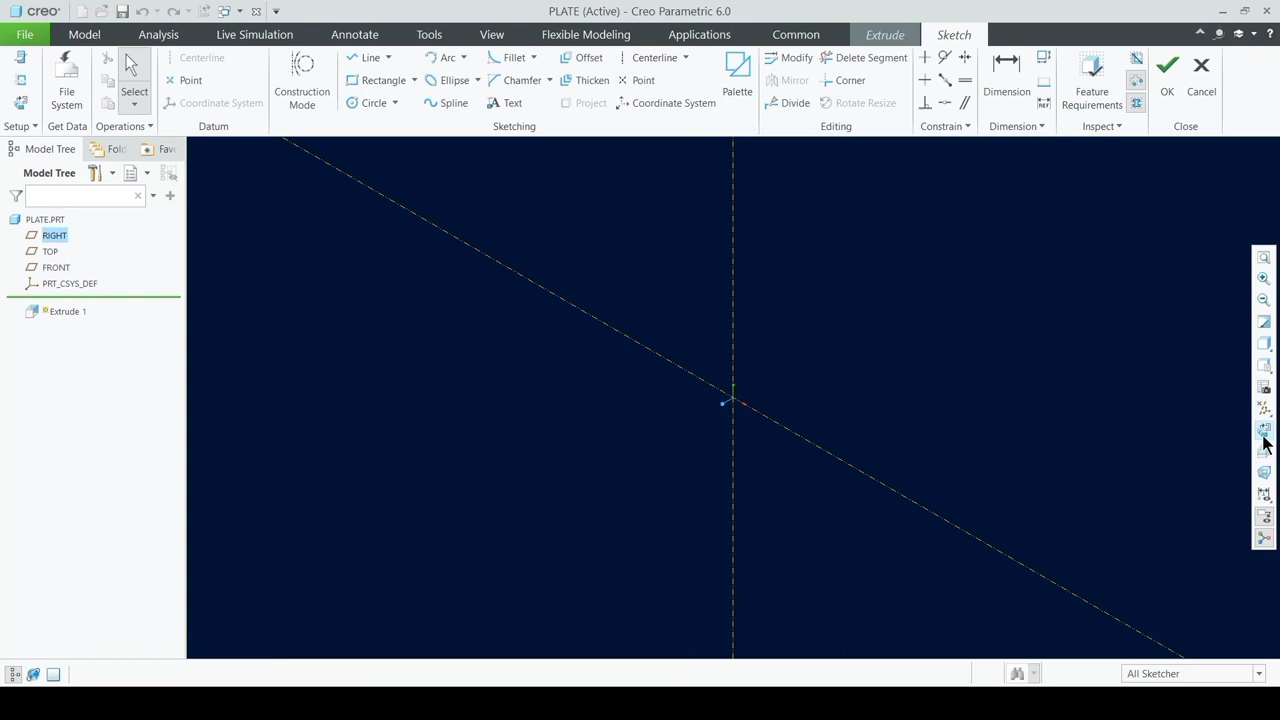 creo
PLATE (Active) - Creo Parametric 6.0
File Model Analysis Live Simulation Annotate Tools View Flexible Modeling Applications Common Extrude Sketch
Centerline Line Arc Fillet Offset Centerline Modify Delete Segment
Point Rectangle Ellipse Chamfer Thicken Point Mirror Corner
Coordinate System Circle Spline Text Project Coordinate System Divide Rotate Resize
File System Select Construction Mode Palette Dimension Feature Requirements OK Cancel
Setup Get Data Operations Datum Sketching Editing Constrain Dimension Inspect Close
Model Tree Fold Fav
Model Tree
PLATE.PRT
RIGHT
TOP
FRONT
PRT_CSYS_DEF
Extrude 1
All Sketcher